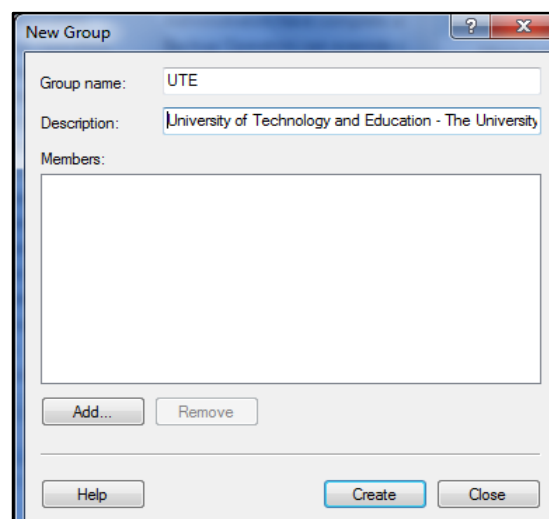 New Group
?
X
Group name: UTE
Description: University of Technology and Education - The University
Members:
Add... Remove
Help Create Close